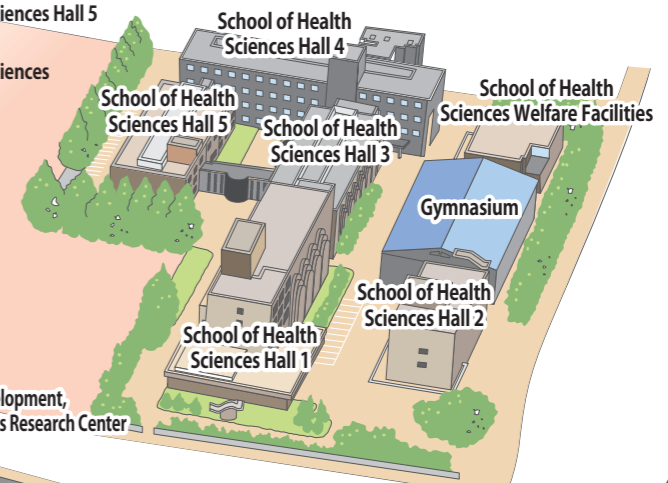 iences Hall 5
iences
School of Health
Sciences Hall 4
School of Health
Sciences Hall 5
School of Health
Sciences Hall 3
School of Health
Sciences Welfare Facilities
Gymnasium
School of Health
Sciences Hall 2
School of Health
Sciences Hall 1
lopment,
s Research Center